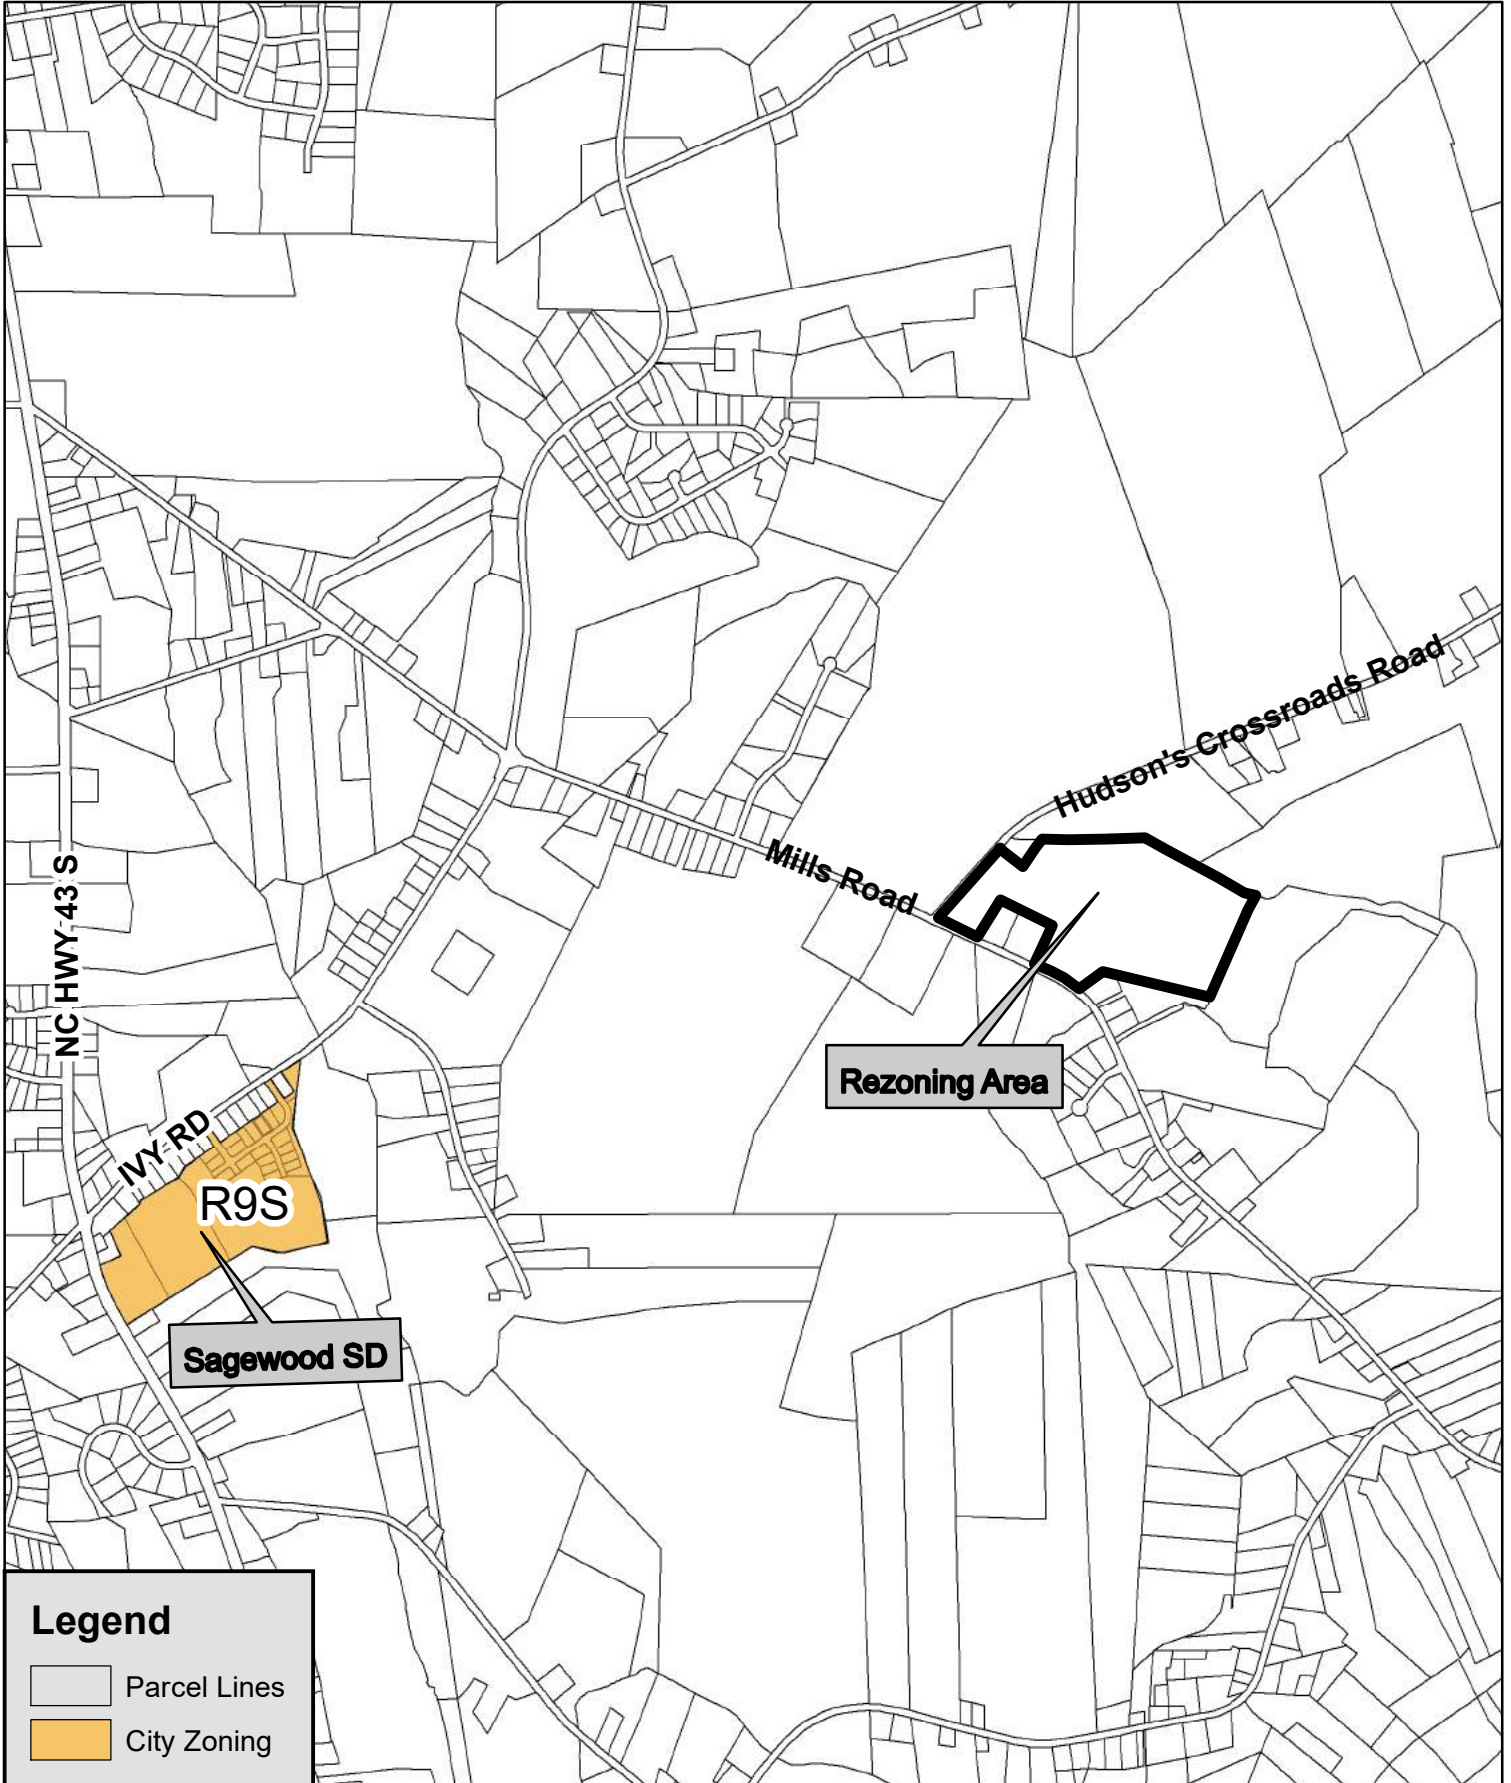 Hudson's Crossroads Road
Mills Road
NC HWY 43 S
Rezoning Area
IVY RD
R9S
Sagewood SD
Legend
Parcel Lines
City Zoning